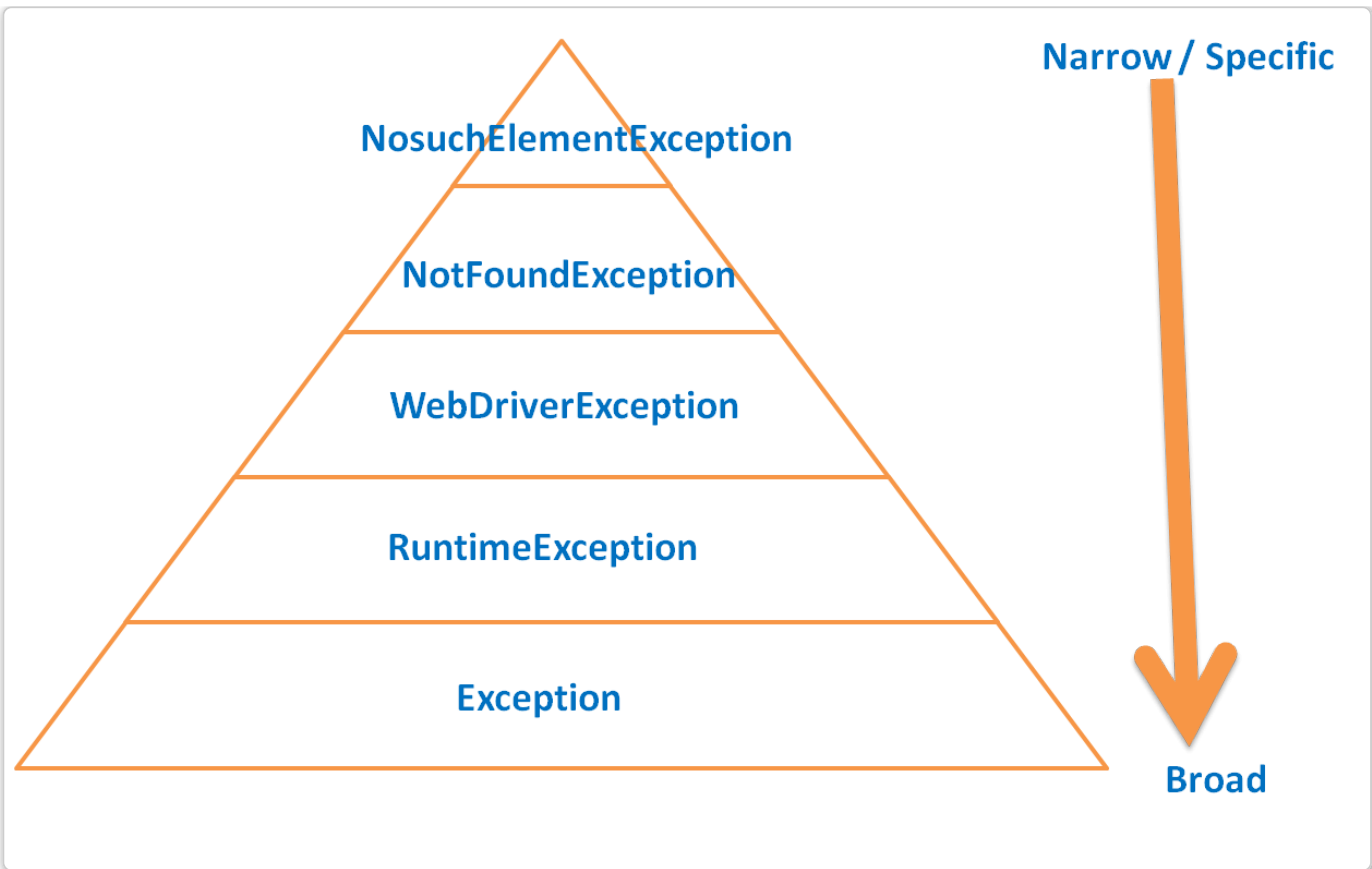 Narrow / Specific
NosuchElementException
NotFoundException
WebDriverException
RuntimeException
Exception
Broad